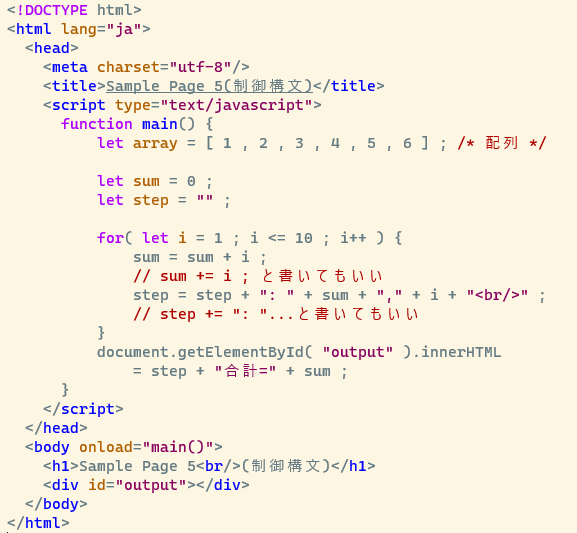 <!DOCTYPE html>
<html lang="ja">
  <head>
    <meta charset="utf-8"/>
    <title>Sample Page 5(制御構文)</title>
    <script type="text/javascript">
      function main() {
          let array = [ 1 , 2 , 3 , 4 , 5 , 6 ] ; /* 配列 */

          let sum = 0 ;
          let step = "" ;

          for( let i = 1 ; i <= 10 ; i++ ) {
              sum = sum + i ;
              // sum += i ; と書いてもいい
              step = step + ": " + sum + "," + i + "<br/>" ;
              // step += ": "...と書いてもいい
          }
          document.getElementById( "output" ).innerHTML
              = step + "合計=" + sum ;
      }
    </script>
  </head>
  <body onload="main()">
    <h1>Sample Page 5<br/>(制御構文)</h1>
    <div id="output"></div>
  </body>
</html>